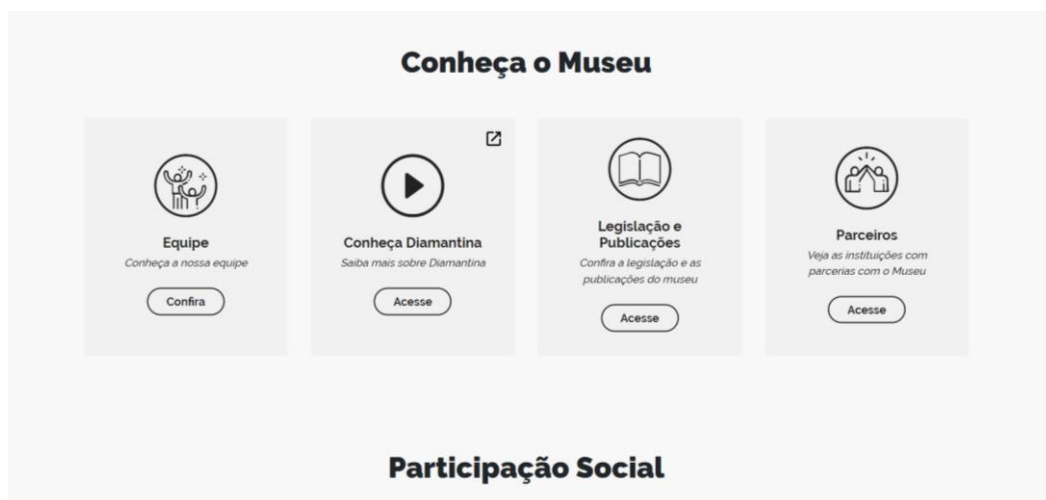 Conheça o Museu
Equipe
Conheça a nossa equipe
Confira
Conheça Diamantina
Saiba mais sobre Diamantina
Acesse
Legislação e
Publicações
Confira a legislação e as
publicações do museu
Acesse
Parceiros
Veja as instituições com
parcerias com o Museu
Acesse
Participação Social